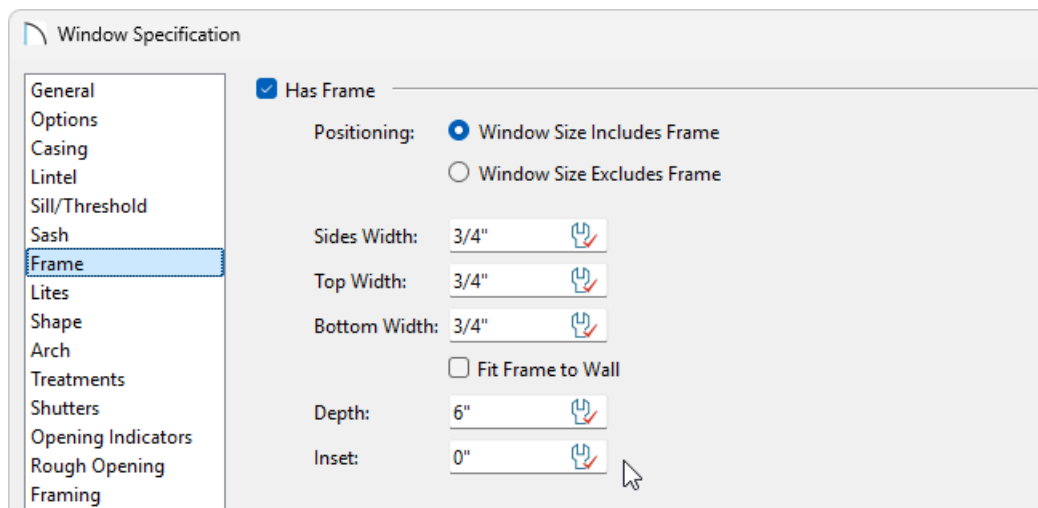 Window Specification
General
Options
Casing
Lintel
Sill/Threshold
Sash
Frame
Lites
Shape
Arch
Treatments
Shutters
Opening Indicators
Rough Opening
Framing
Has Frame
Positioning: Window Size Includes Frame
Window Size Excludes Frame
Sides Width: 3/4"
Top Width: 3/4"
Bottom Width: 3/4"
Fit Frame to Wall
Depth: 6"
Inset: 0"